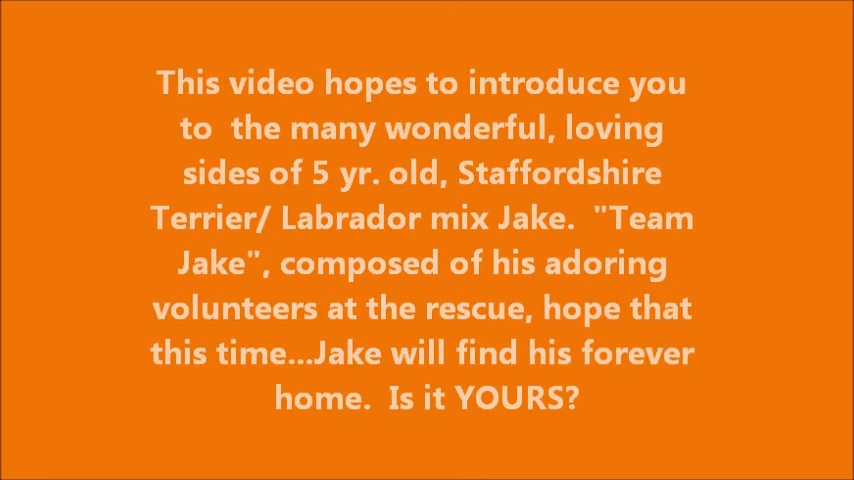 This video hopes to introduce you
to  the many wonderful, loving
sides of 5 yr. old, Staffordshire
Terrier/ Labrador mix Jake.  "Team
Jake", composed of his adoring
volunteers at the rescue, hope that
this time...Jake will find his forever
home.  Is it YOURS?